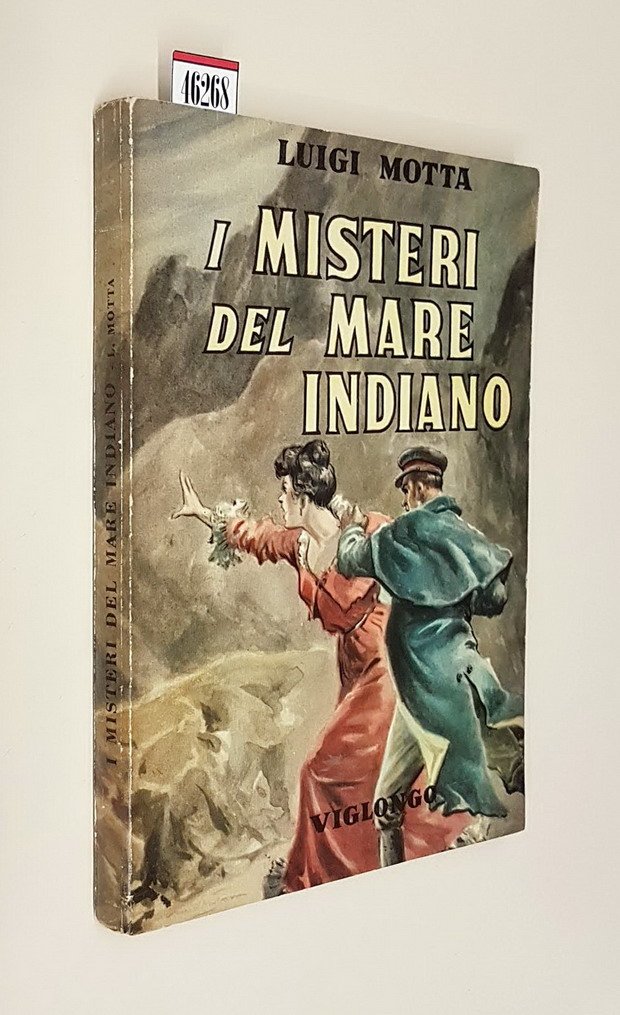 46268
LUIGI MOTTA
I MISTERI
DEL MARE
INDIANO
VIGLONGO
I MISTERI DEL MARE INDIANO - L. MOTTA